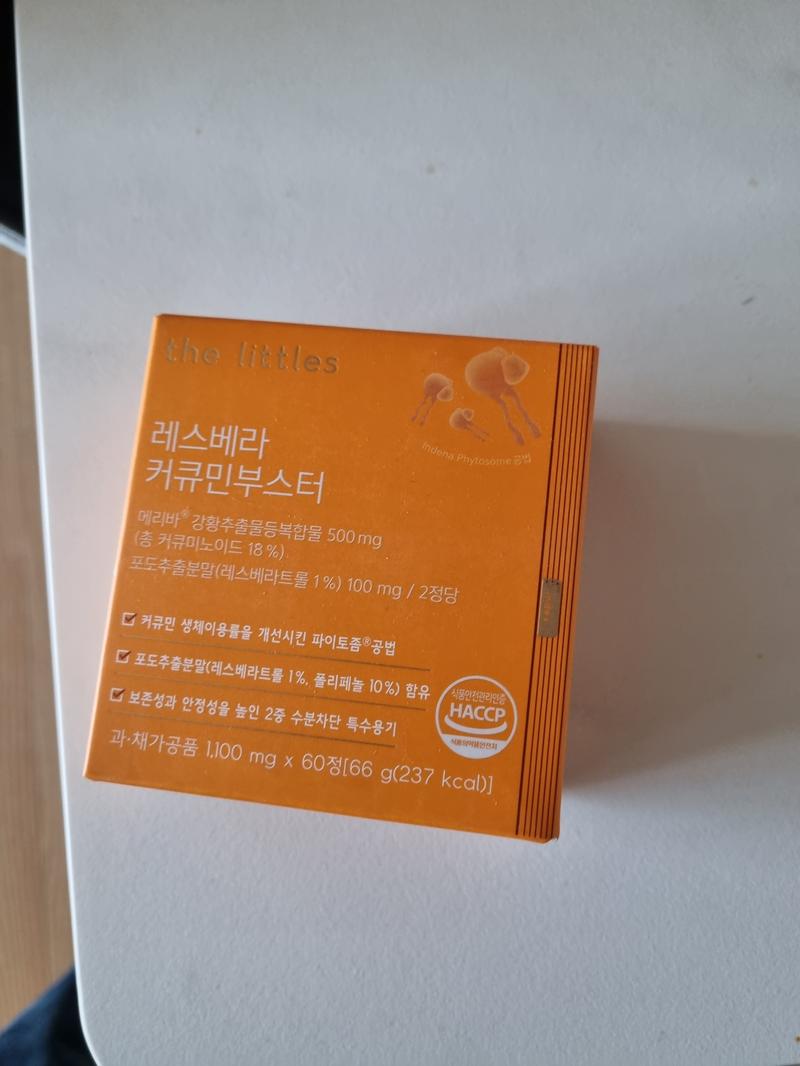 the littles
Indena Phytosome 공법
레스베라
커큐민부스터
메리바® 강황추출물등복합물 500 mg
(총 커큐미노이드 18 %)
포도추출분말(레스베라트롤 1 %) 100 mg / 2정당
커큐민 생체이용률을 개선시킨 파이토좀®공법
포도추출분말(레스베라트롤 1 %, 폴리페놀 10 %) 함유
보존성과 안정성을 높인 2중 수분차단 특수용기
식품안전관리인증
HACCP
식품의약품안전처
과·채가공품 1,100 mg x 60정[66 g(237 kcal)]